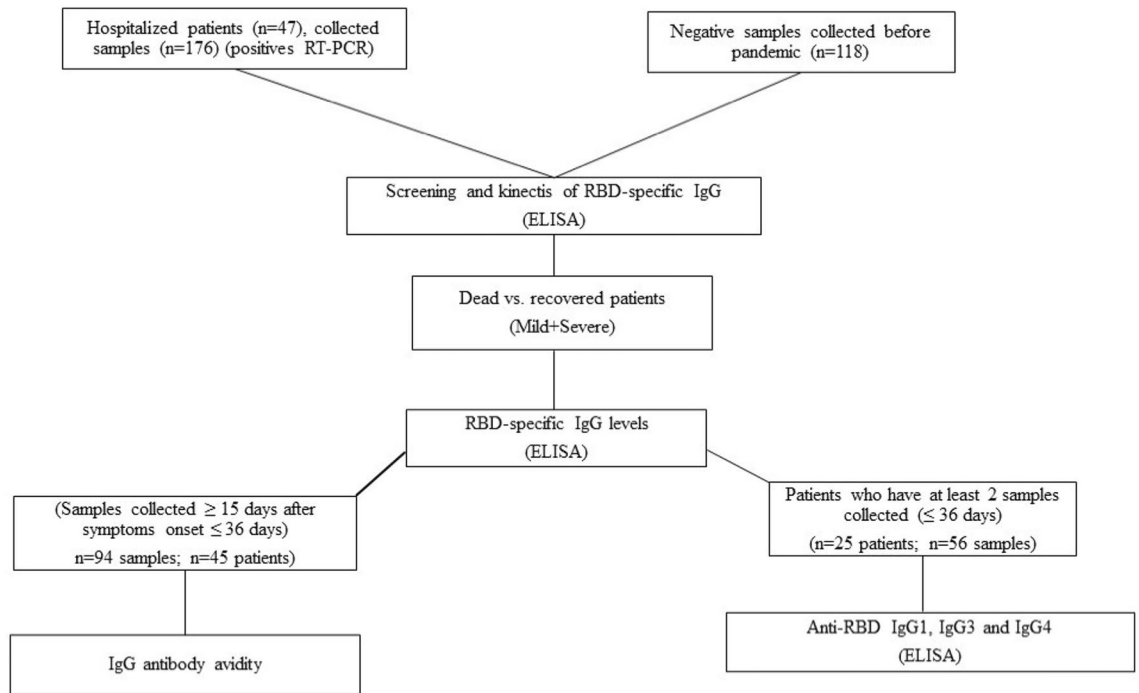 Hospitalized patients (n=47), collected
samples (n=176) (positives RT-PCR)
Negative samples collected before
pandemic (n=118)
Screening and kinectis of RBD-specific IgG
(ELISA)
Dead vs. recovered patients
(Mild+Severe)
RBD-specific IgG levels
(ELISA)
(Samples collected ≥ 15 days after
symptoms onset ≤ 36 days)
n=94 samples; n=45 patients)
Patients who have at least 2 samples
collected (≤ 36 days)
(n=25 patients; n=56 samples)
IgG antibody avidity
Anti-RBD IgG1, IgG3 and IgG4
(ELISA)